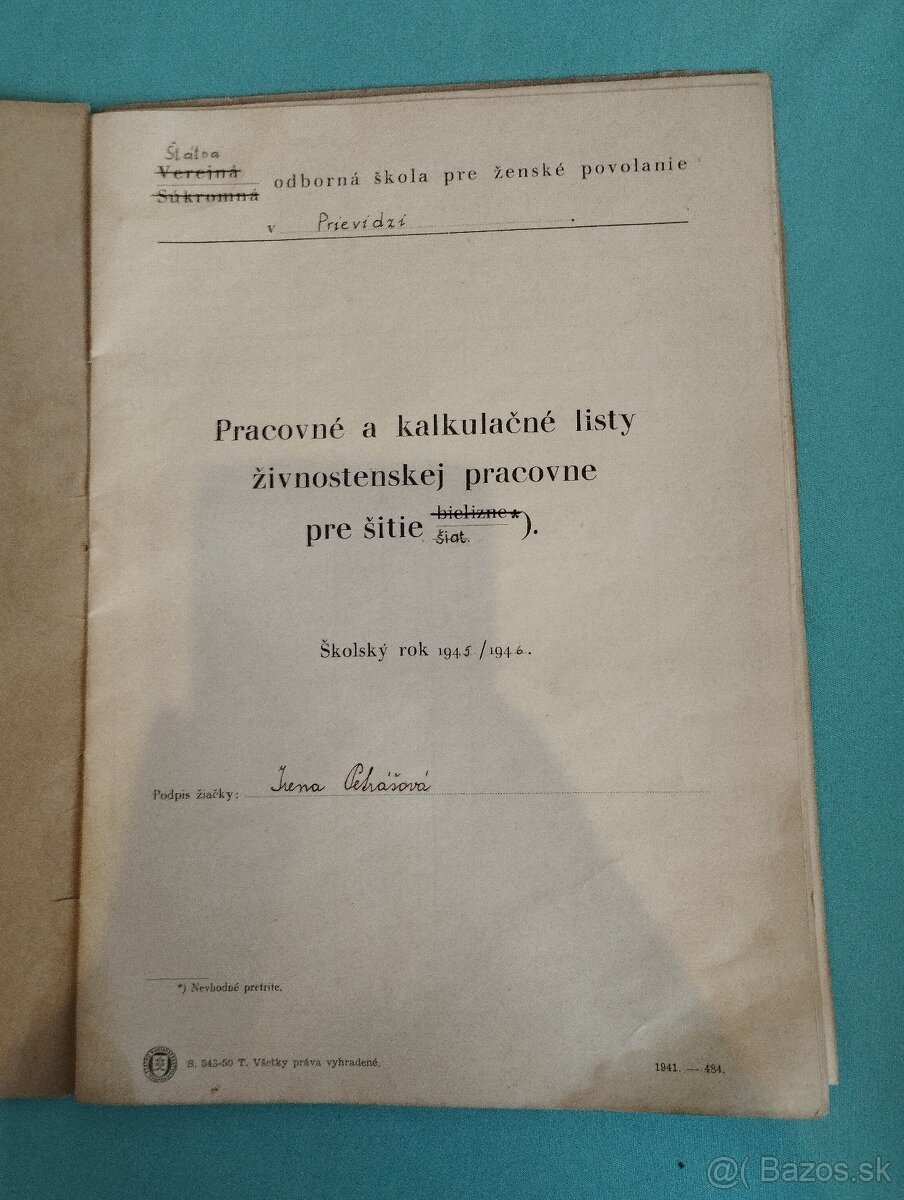 Štátna
Verejná
Súkromná odborná škola pre ženské povolanie
v Prievidzi.
Pracovné a kalkulačné listy
živnostenskej pracovne
pre šitie bielizne*
šiat. ).
Školský rok 1945/1946.
Podpis žiačky: Irena Petrášová
*) Nevhodné pretrite.
S. 543-50 T. Všetky práva vyhradené.
1941. — 484.
@( Bazos.sk